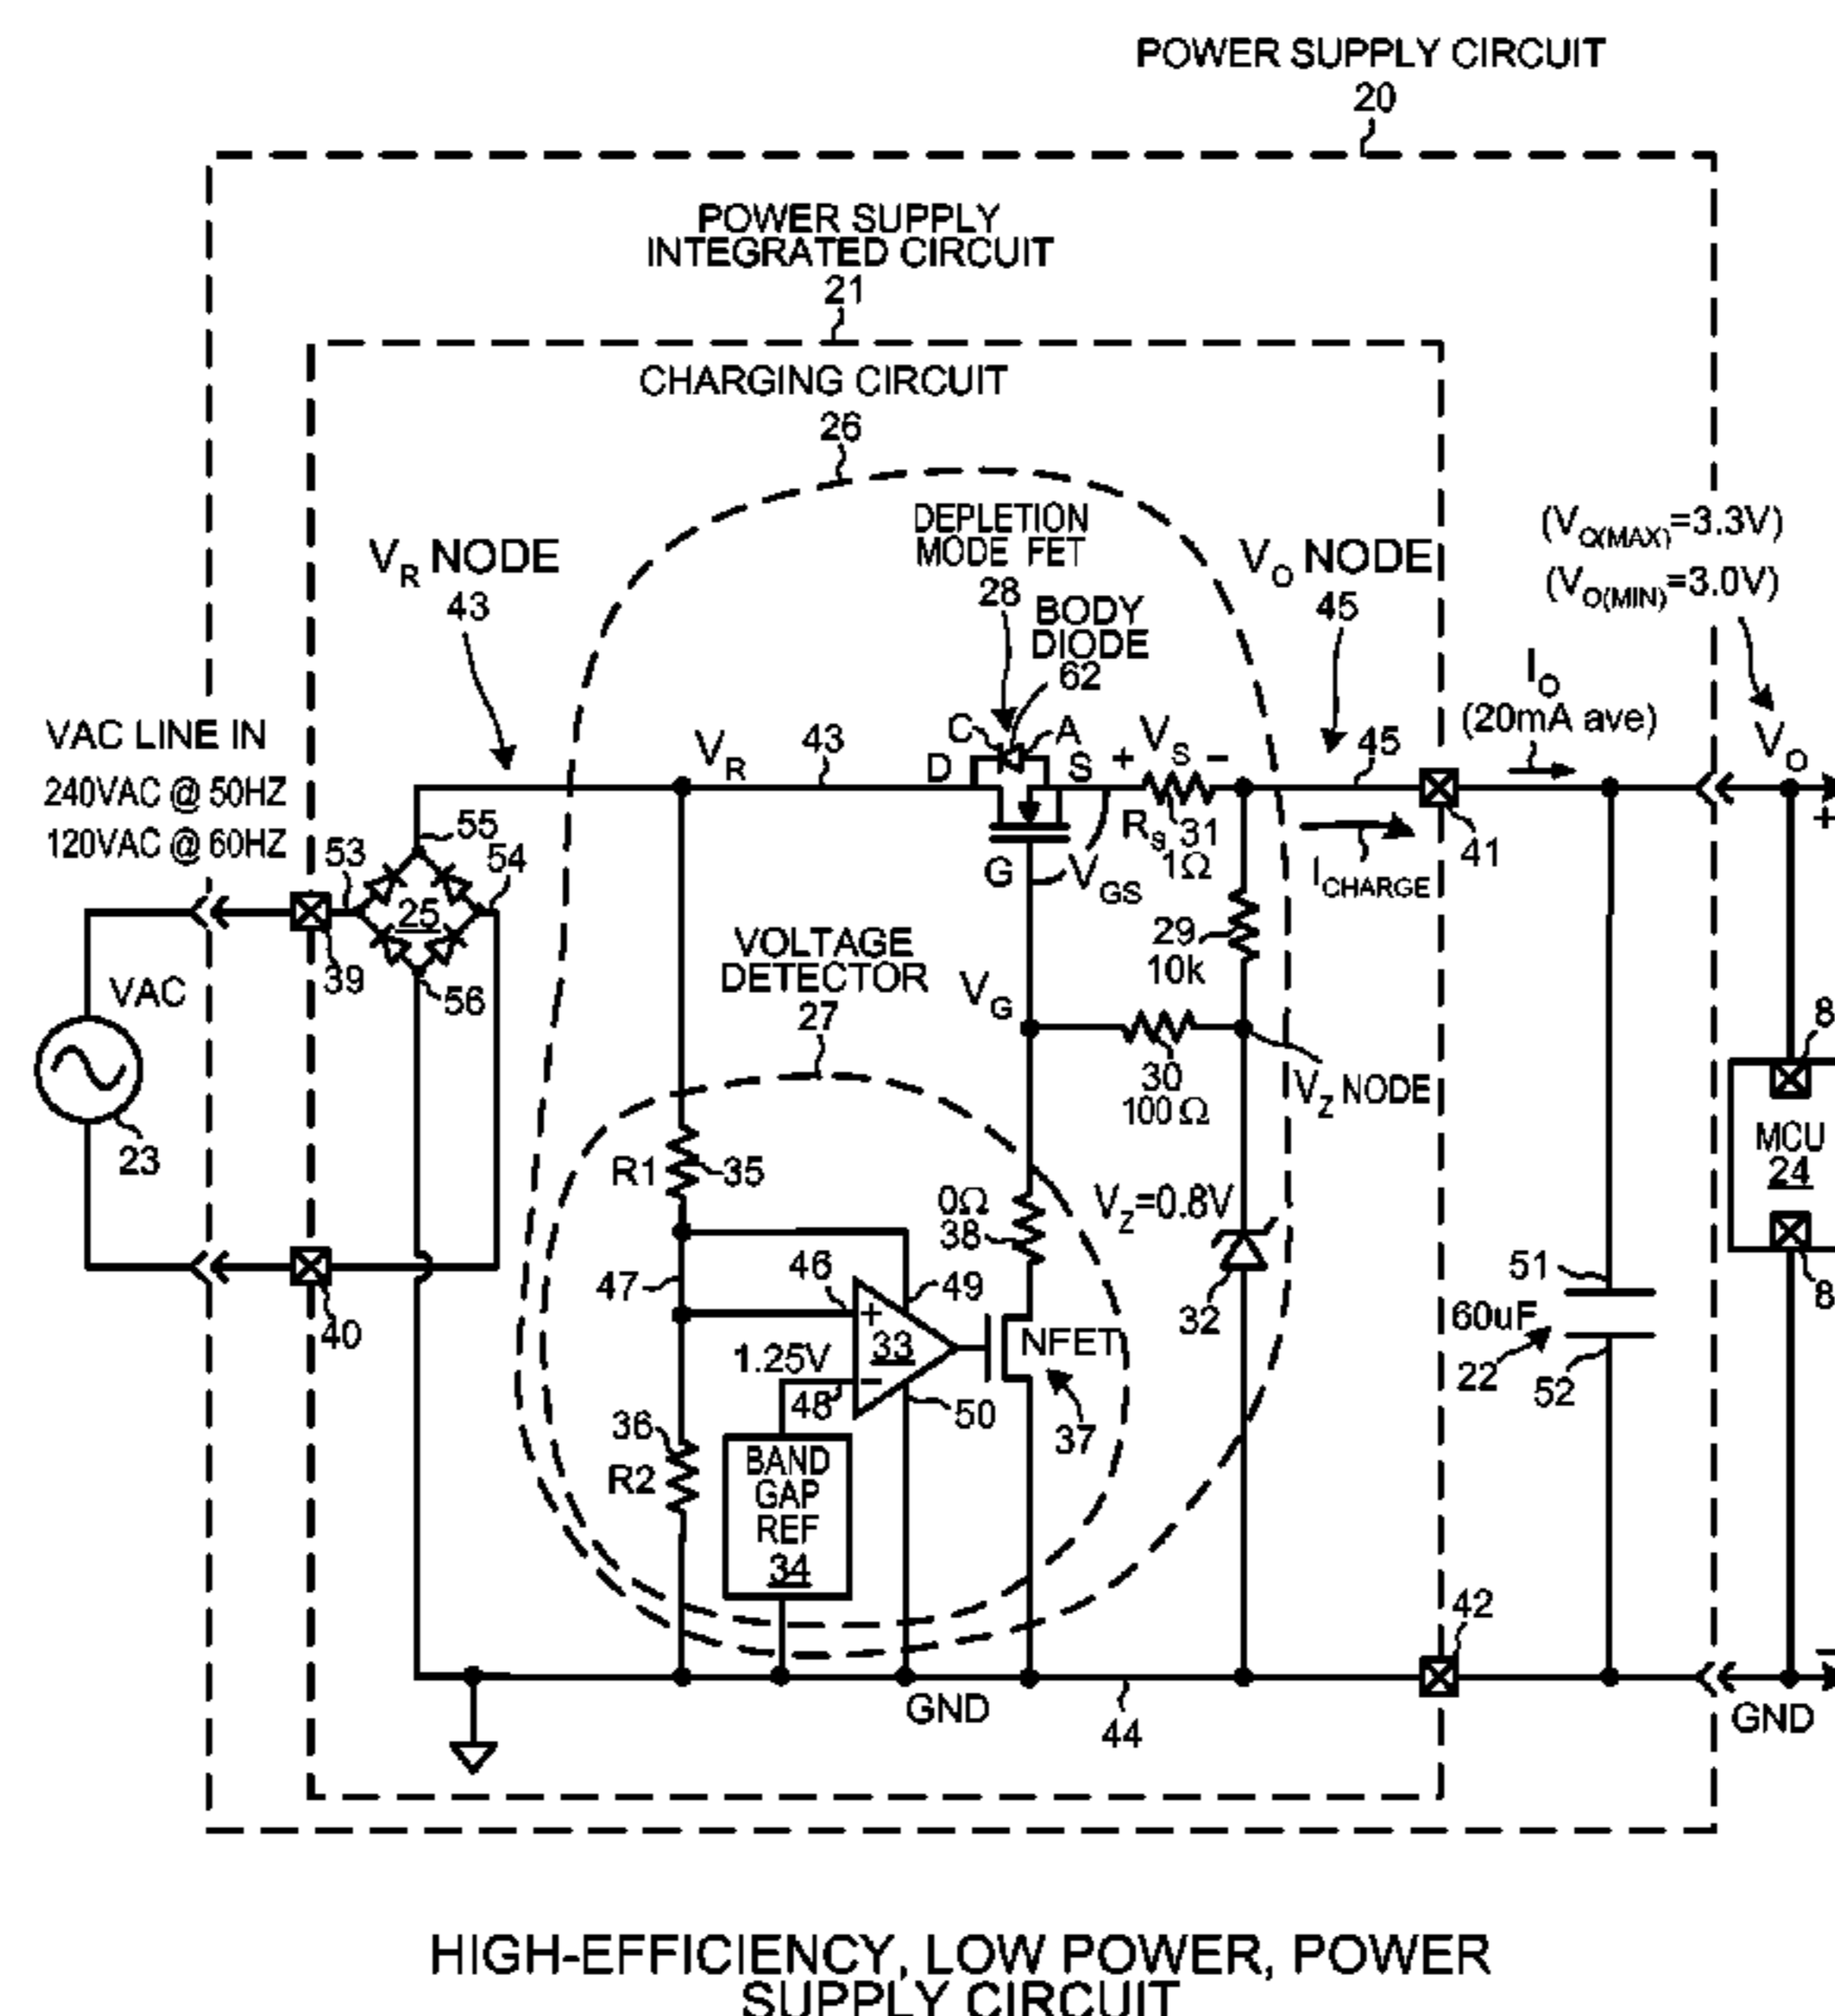 POWER SUPPLY CIRCUIT
20
POWER SUPPLY
INTEGRATED CIRCUIT
21
CHARGING CIRCUIT
26
DEPLETION
MODE FET
28
BODY
DIODE
62
VR NODE
43
VO NODE
45
(VO(MAX)=3.3V)
(VO(MIN)=3.0V)
IO
(20mA ave)
VO
VAC LINE IN
240VAC @ 50HZ
120VAC @ 60HZ
VR
43
C
A
D
S
+ VS -
45
G
VGS
RS 31
1Ω
ICHARGE
41
+
53
55
54
25
39
56
VAC
23
40
VOLTAGE
DETECTOR
27
VG
29
10k
30
100 Ω
VZ NODE
R1
35
0Ω
38
VZ=0.8V
32
47
46
49
+
33
-
1.25V
48
50
NFET
37
36
R2
BAND
GAP
REF
34
51
60uF
22
52
8
MCU
24
8
42
-
GND
44
GND
HIGH-EFFICIENCY, LOW POWER, POWER
SUPPLY CIRCUIT